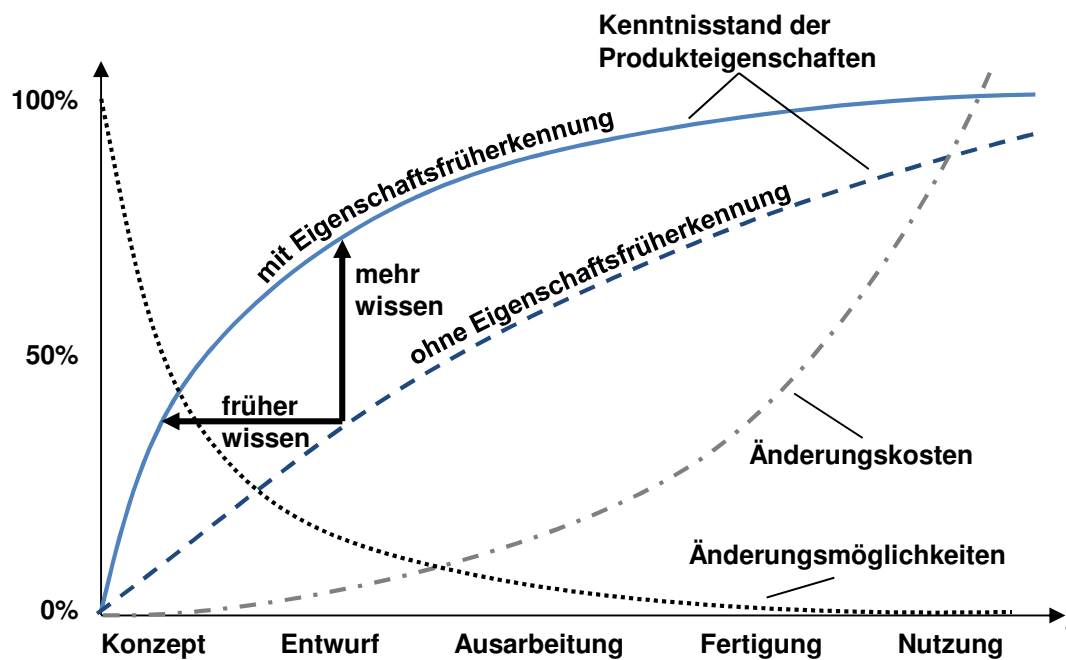 Kenntnisstand der
Produkteigenschaften
100%
mit Eigenschaftsfrüherkennung
mehr
wissen
ohne Eigenschaftsfrüherkennung
50%
früher
wissen
Änderungskosten
Änderungsmöglichkeiten
0%
Konzept Entwurf Ausarbeitung Fertigung Nutzung